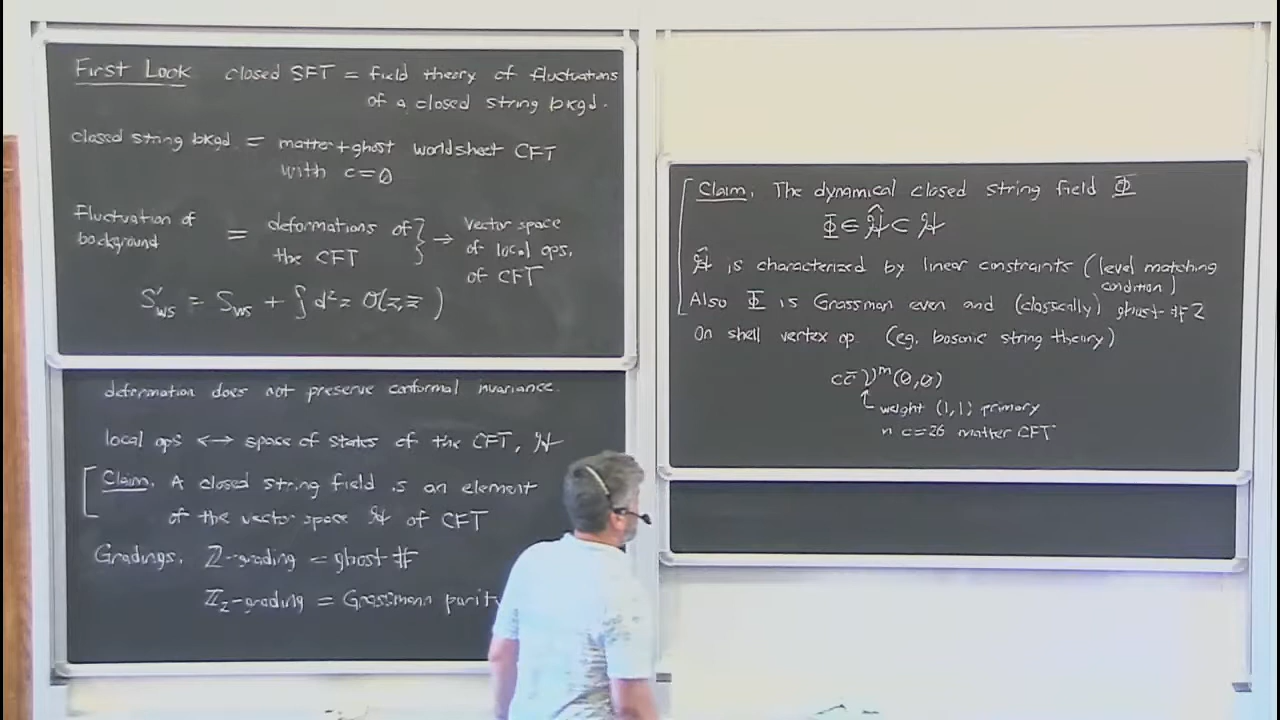 First Look closed SFT = field theory of fluctuations
of a closed string bkgd.
closed string bkgd = matter + ghost worldsheet CFT
with c=0
Fluctuation of background = deformations of the CFT } → vector space of local ops. of CFT
S'_ws = S_ws + ∫ d²z O(z, z̄)
deformation does not preserve conformal invariance.
local ops ↔ space of states of the CFT, ℋ
Claim. A closed string field is an element
of the vector space ℋ of CFT
Gradings. ℤ-grading = ghost #
ℤ₂-grading = Grassmann parity
Claim. The dynamical closed string field Φ
Φ ∈ ℋ̂ ⊂ ℋ
ℋ̂ is characterized by linear constraints (level matching
condition)
Also Φ is Grassman even and (classically) ghost # 2
On shell vertex op. (eg. bosonic string theory)
c c̄ V^m(0,0)
weight (1,1) primary
in c=26 matter CFT